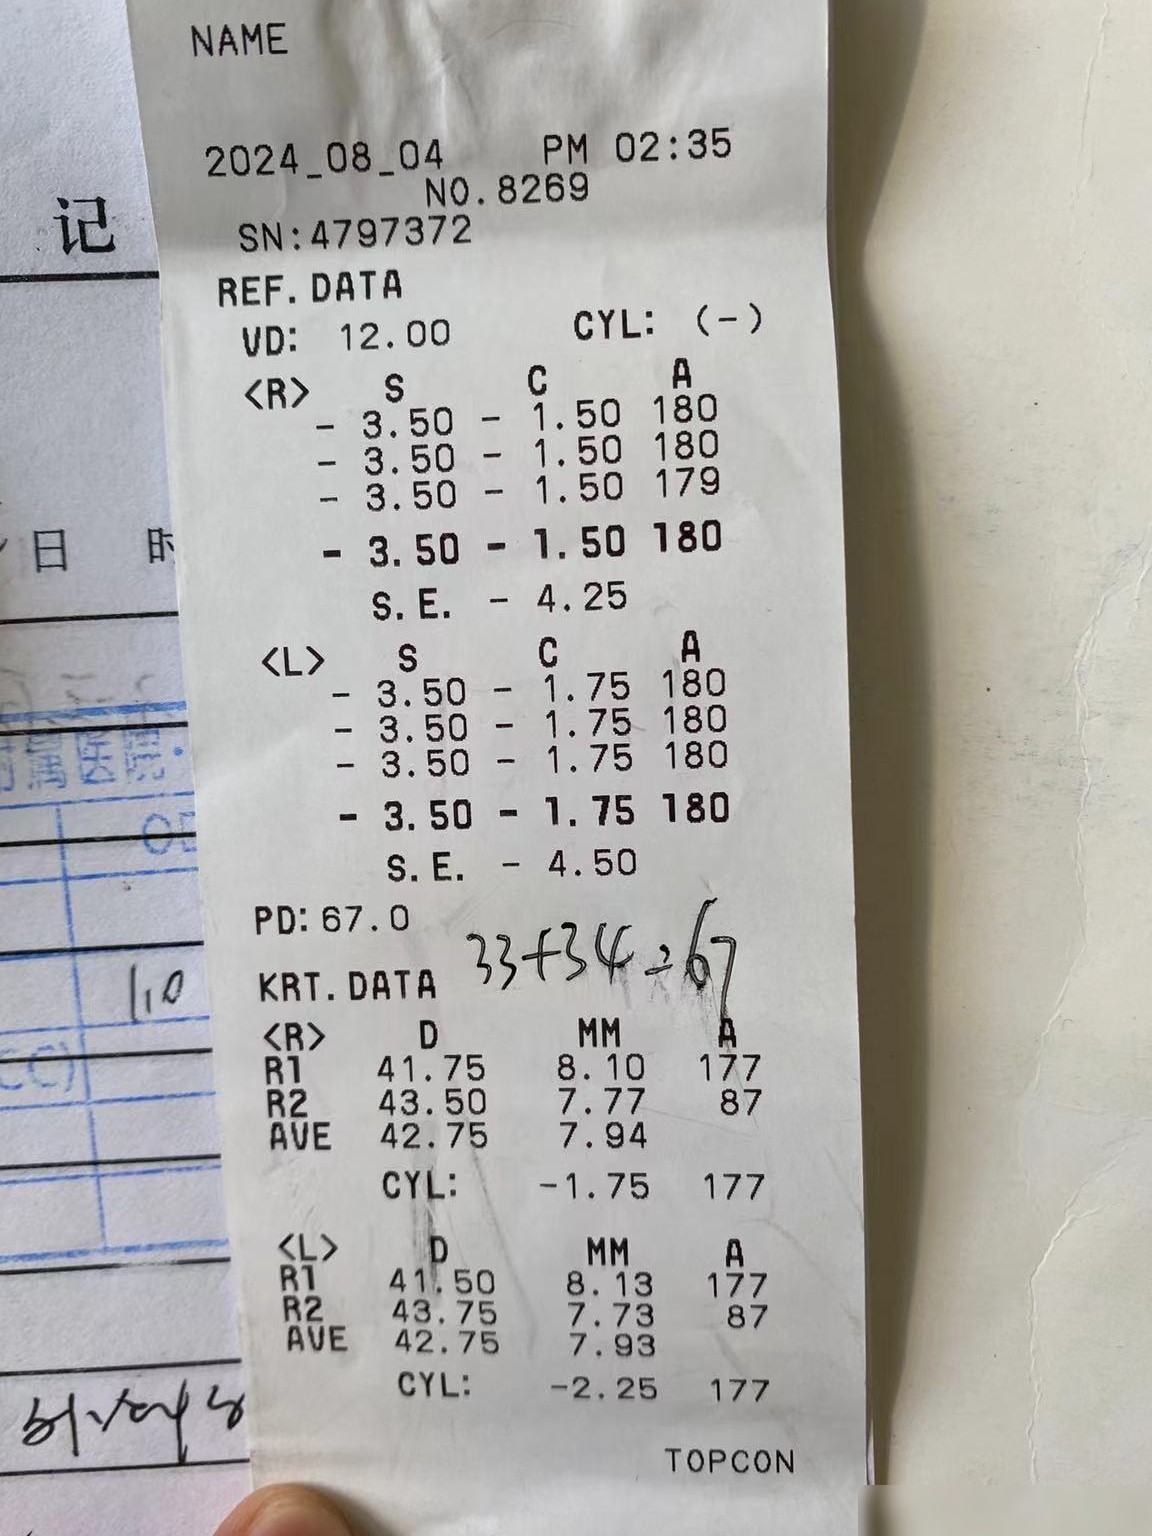 NAME
2024_08_04 PM 02:35
NO.8269
SN:4797372
REF.DATA
VD: 12.00 CYL: (-)
<R> S C A
- 3.50 - 1.50 180
- 3.50 - 1.50 180
- 3.50 - 1.50 179
- 3.50 - 1.50 180
S.E. - 4.25
<L> S C A
- 3.50 - 1.75 180
- 3.50 - 1.75 180
- 3.50 - 1.75 180
- 3.50 - 1.75 180
S.E. - 4.50
PD: 67.0
33+34=67
KRT.DATA
<R> D MM A
R1 41.75 8.10 177
R2 43.50 7.77 87
AVE 42.75 7.94
CYL: -1.75 177
<L> D MM A
R1 41.50 8.13 177
R2 43.75 7.73 87
AVE 42.75 7.93
CYL: -2.25 177
TOPCON
记
日 时
1.0